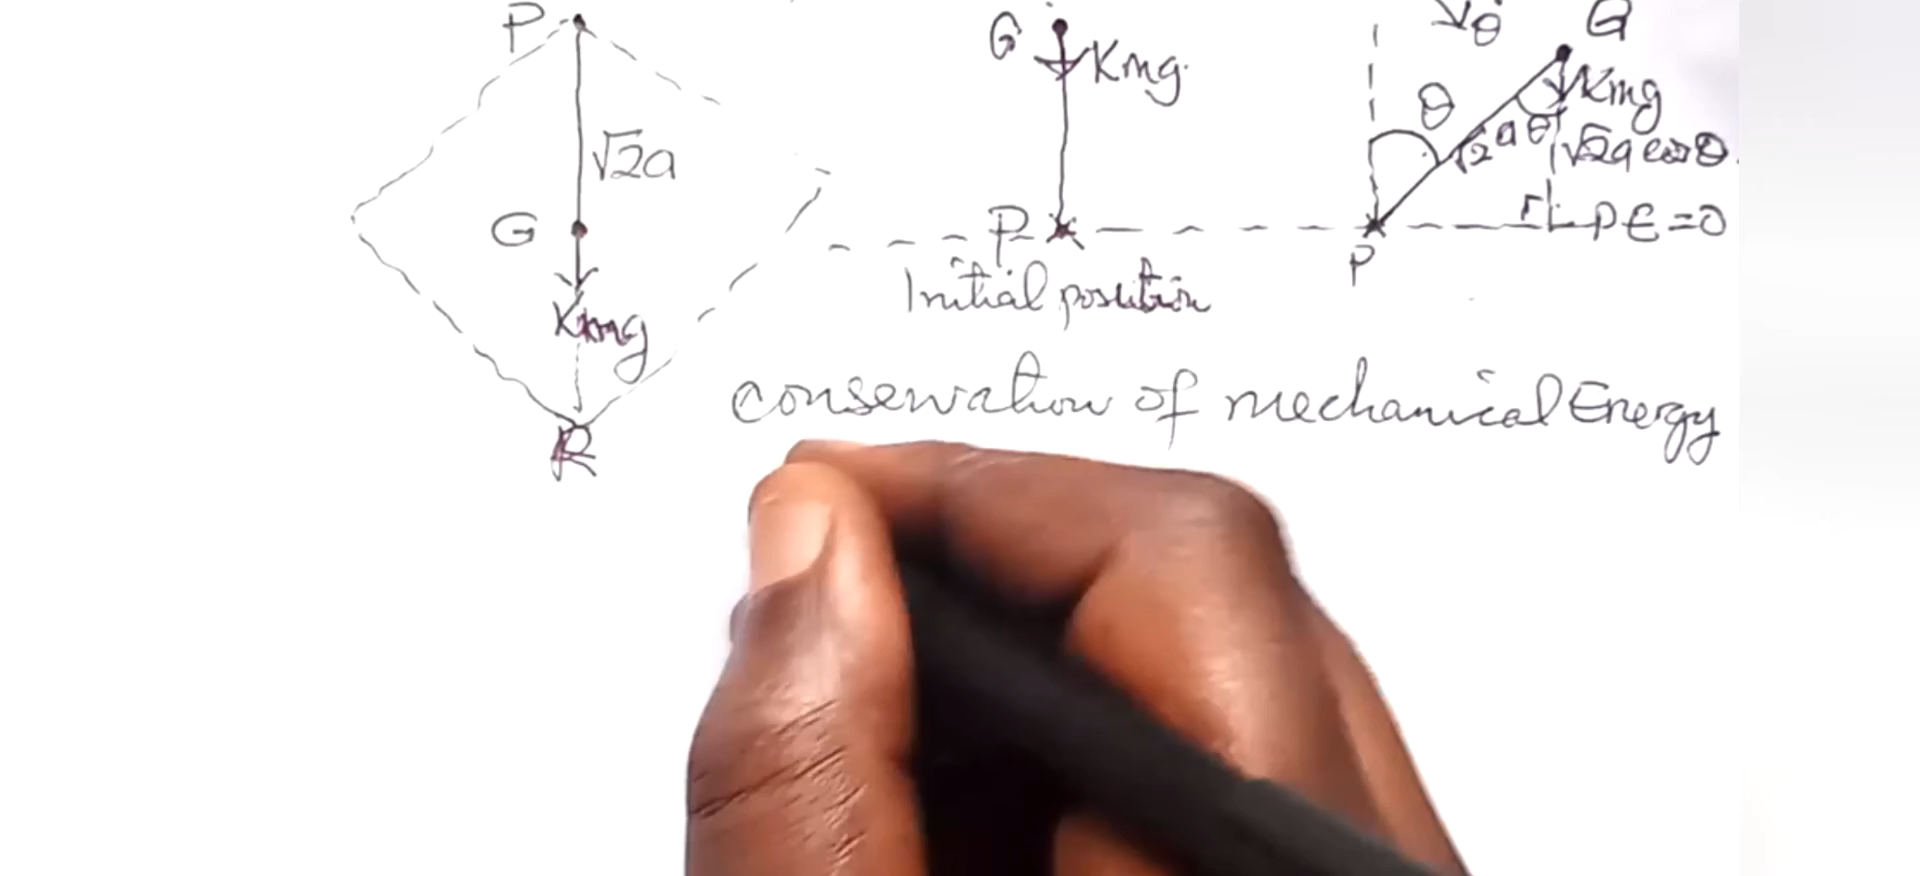 P
√2a
G
Kmg
R
G Kmg.
P
Initial position
θ̇ G
θ Kmg
√2a θ √2a cosθ
PE=0
P
conservation of mechanical Energy